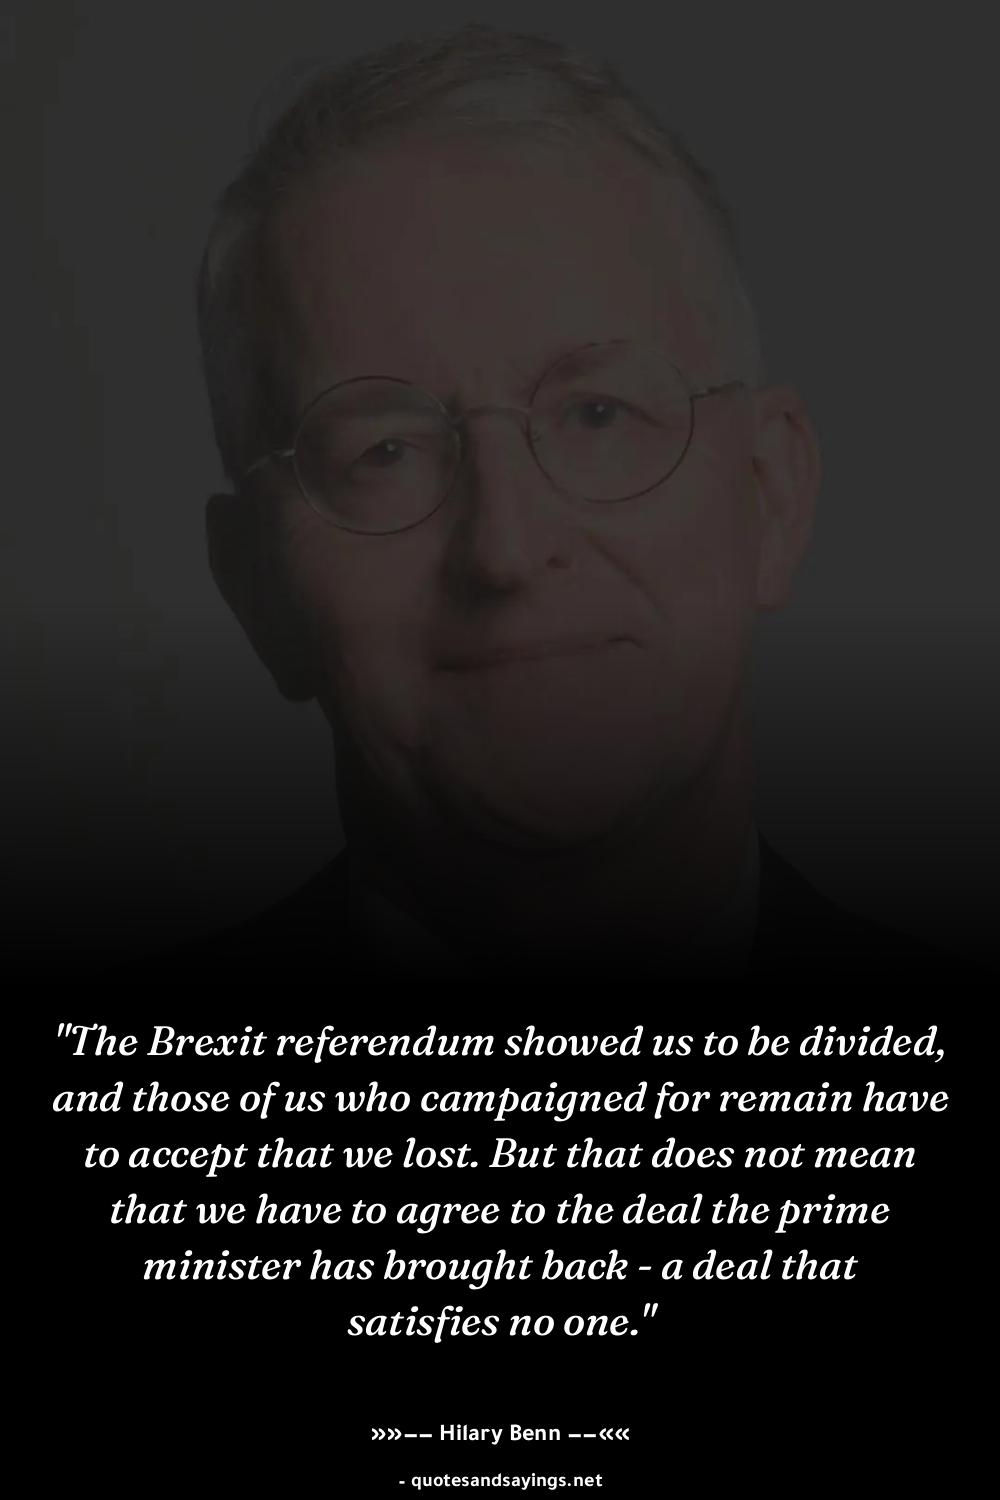 "The Brexit referendum showed us to be divided,
and those of us who campaigned for remain have
to accept that we lost. But that does not mean
that we have to agree to the deal the prime
minister has brought back - a deal that
satisfies no one."
»»–– Hilary Benn ––««
- quotesandsayings.net